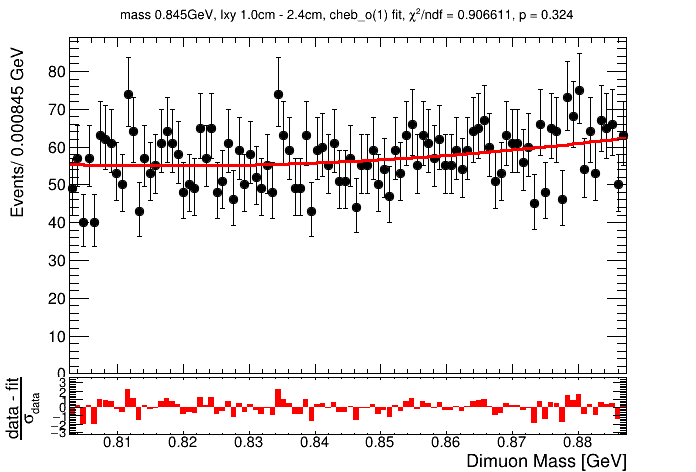 mass 0.845GeV, lxy 1.0cm - 2.4cm, cheb_o(1) fit, χ²/ndf = 0.906611, p = 0.324
Events/ 0.000845 GeV
80
70
60
50
40
30
20
10
0
data - fit
σdata
3
2
1
0
−1
−2
−3
0.81 0.82 0.83 0.84 0.85 0.86 0.87 0.88
Dimuon Mass [GeV]